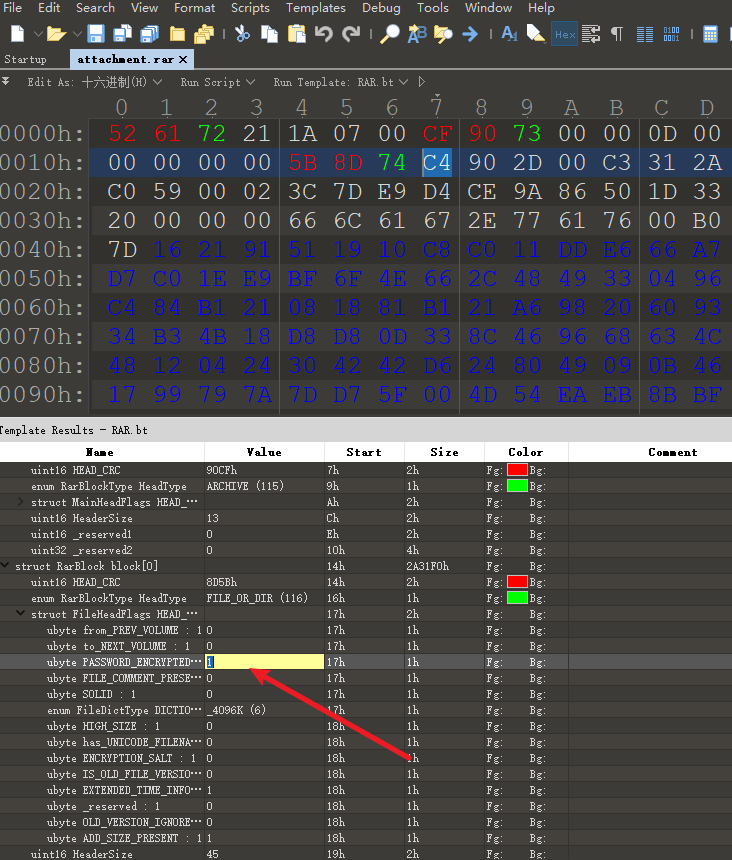 File Edit Search View Format Scripts Templates Debug Tools Window Help
Hex
Startup attachment.rar ×
Edit As: 十六进制(H) Run Script Run Template: RAR.bt
0 1 2 3 4 5 6 7 8 9 A B C D
0000h: 52 61 72 21 1A 07 00 CF 90 73 00 00 0D 00
0010h: 00 00 00 00 5B 8D 74 C4 90 2D 00 C3 31 2A
0020h: C0 59 00 02 3C 7D E9 D4 CE 9A 86 50 1D 33
0030h: 20 00 00 00 00 66 6C 61 67 2E 77 61 76 00 B0
0040h: 7D 16 21 91 51 19 10 C8 C0 11 DD E6 66 A7
0050h: D7 C0 1E E9 BF 6F 4E 66 2C 48 49 33 04 96
0060h: C4 84 B1 21 08 18 81 B1 21 A6 98 20 60 93
0070h: 34 B3 4B 18 D8 D8 0D 33 8C 46 96 68 63 4C
0080h: 48 12 04 24 30 42 42 D6 24 80 49 09 0B 46
0090h: 17 99 79 7A 7D D7 5F 00 4D 54 EA EB 8B BF
Template Results - RAR.bt
Name Value Start Size Color Comment
uint16 HEAD_CRC 90CFh 7h 2h Fg: Bg:
enum RarBlockType HeadType ARCHIVE (115) 9h 1h Fg: Bg:
struct MainHeadFlags HEAD_··· Ah 2h Fg: Bg:
uint16 HeaderSize 13 Ch 2h Fg: Bg:
uint16 _reserved1 0 Eh 2h Fg: Bg:
uint32 _reserved2 0 10h 4h Fg: Bg:
struct RarBlock block[0] 14h 2A31F0h Fg: Bg:
uint16 HEAD_CRC 8D5Bh 14h 2h Fg: Bg:
enum RarBlockType HeadType FILE_OR_DIR (116) 16h 1h Fg: Bg:
struct FileHeadFlags HEAD_··· 17h 2h Fg: Bg:
ubyte from_PREV_VOLUME : 1 0 17h 1h Fg: Bg:
ubyte to_NEXT_VOLUME : 1 0 17h 1h Fg: Bg:
ubyte PASSWORD_ENCRYPTED··· 1 17h 1h Fg: Bg:
ubyte FILE_COMMENT_PRESE··· 0 17h 1h Fg: Bg:
ubyte SOLID : 1 0 17h 1h Fg: Bg:
enum FileDictType DICTIO··· _4096K (6) 17h 1h Fg: Bg:
ubyte HIGH_SIZE : 1 0 18h 1h Fg: Bg:
ubyte has_UNICODE_FILENA··· 0 18h 1h Fg: Bg:
ubyte ENCRYPTION_SALT : 1 0 18h 1h Fg: Bg:
ubyte IS_OLD_FILE_VERSIO··· 0 18h 1h Fg: Bg:
ubyte EXTENDED_TIME_INFO··· 1 18h 1h Fg: Bg:
ubyte _reserved : 1 0 18h 1h Fg: Bg:
ubyte OLD_VERSION_IGNORE··· 0 18h 1h Fg: Bg:
ubyte ADD_SIZE_PRESENT : 1 1 18h 1h Fg: Bg:
uint16 HeaderSize 45 19h 2h Fg: Bg: